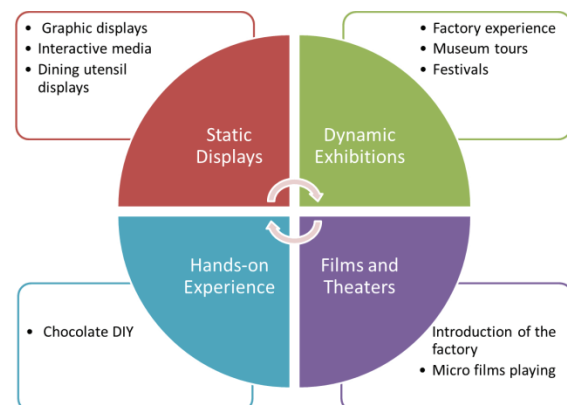 • Graphic displays
• Interactive media
• Dining utensil
displays
• Factory experience
• Museum tours
• Festivals
Static
Displays
Dynamic
Exhibitions
Hands-on
Experience
Films and
Theaters
• Chocolate DIY
Introduction of the
factory
• Micro films playing